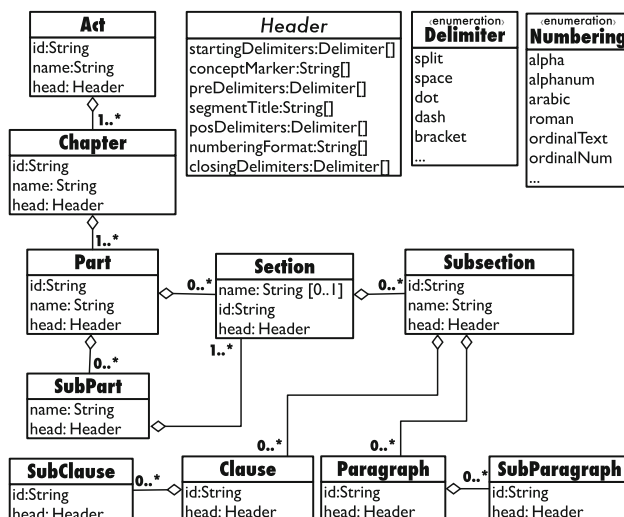 Act
id:String
name:String
head: Header
1..*
Chapter
id:String
name: String
head: Header
1..*
Part
id:String
name: String
head: Header
0..*
SubPart
name: String
head: Header
Header
startingDelimiters:Delimiter[]
conceptMarker:String[]
preDelimiters:Delimiter[]
segmentTitle:String[]
posDelimiters:Delimiter[]
numberingFormat:String[]
closingDelimiters:Delimiter[]
‹enumeration›
Delimiter
split
space
dot
dash
bracket
...
‹enumeration›
Numbering
alpha
alphanum
arabic
roman
ordinalText
ordinalNum
...
0..*
Section
name: String [0..1]
id:String
head: Header
1..*
0..*
Subsection
id:String
name: String
head: Header
0..*
0..*
SubClause
id:String
head: Header
0..*
Clause
id:String
head: Header
Paragraph
id:String
head: Header
0..*
SubParagraph
id:String
head: Header